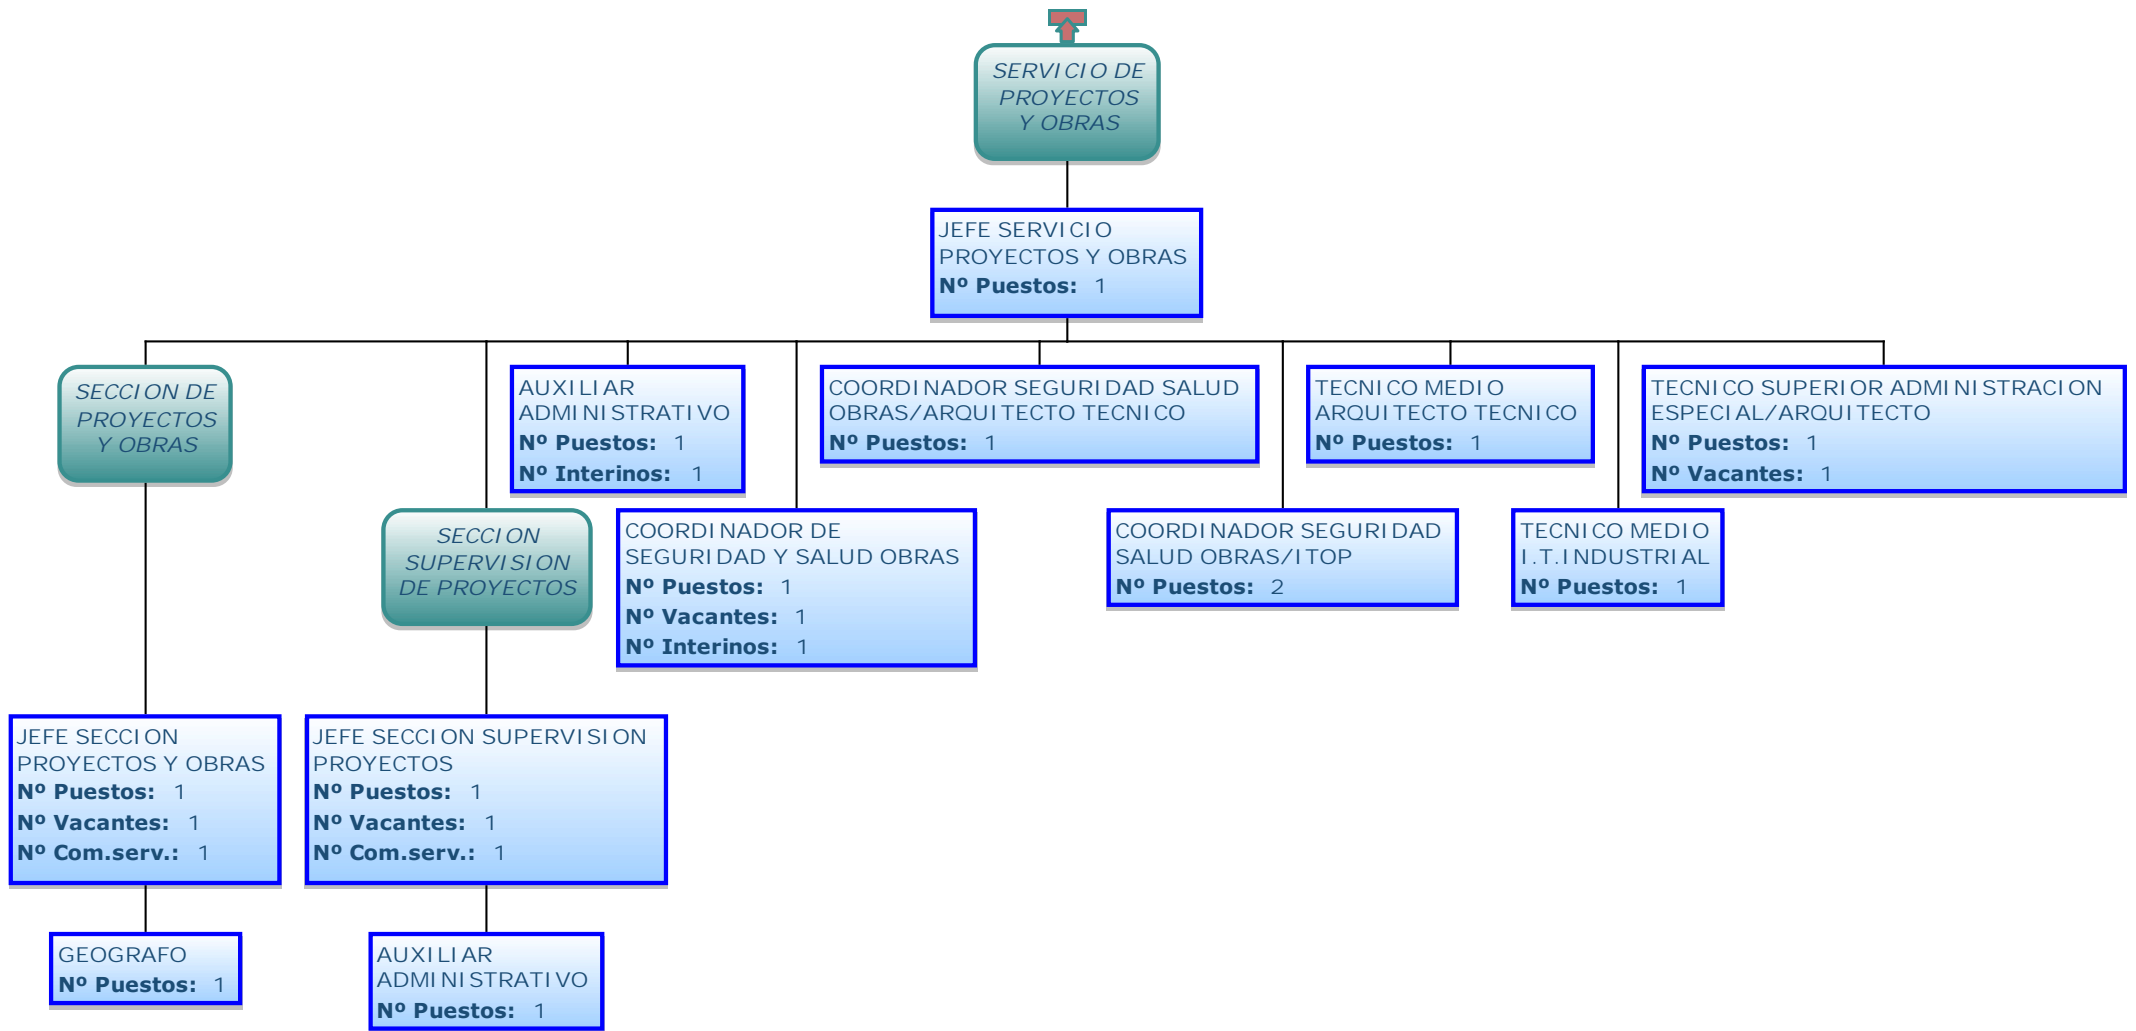 SERVICIO DE
PROYECTOS
Y OBRAS
JEFE SERVICIO
PROYECTOS Y OBRAS
Nº Puestos: 1
SECCION DE
PROYECTOS
Y OBRAS
AUXILIAR
ADMINISTRATIVO
Nº Puestos: 1
Nº Interinos: 1
COORDINADOR SEGURIDAD SALUD
OBRAS/ARQUITECTO TECNICO
Nº Puestos: 1
TECNICO MEDIO
ARQUITECTO TECNICO
Nº Puestos: 1
TECNICO SUPERIOR ADMINISTRACION
ESPECIAL/ARQUITECTO
Nº Puestos: 1
Nº Vacantes: 1
SECCION
SUPERVISION
DE PROYECTOS
COORDINADOR DE
SEGURIDAD Y SALUD OBRAS
Nº Puestos: 1
Nº Vacantes: 1
Nº Interinos: 1
COORDINADOR SEGURIDAD
SALUD OBRAS/ITOP
Nº Puestos: 2
TECNICO MEDIO
I.T.INDUSTRIAL
Nº Puestos: 1
JEFE SECCION
PROYECTOS Y OBRAS
Nº Puestos: 1
Nº Vacantes: 1
Nº Com.serv.: 1
JEFE SECCION SUPERVISION
PROYECTOS
Nº Puestos: 1
Nº Vacantes: 1
Nº Com.serv.: 1
GEOGRAFO
Nº Puestos: 1
AUXILIAR
ADMINISTRATIVO
Nº Puestos: 1